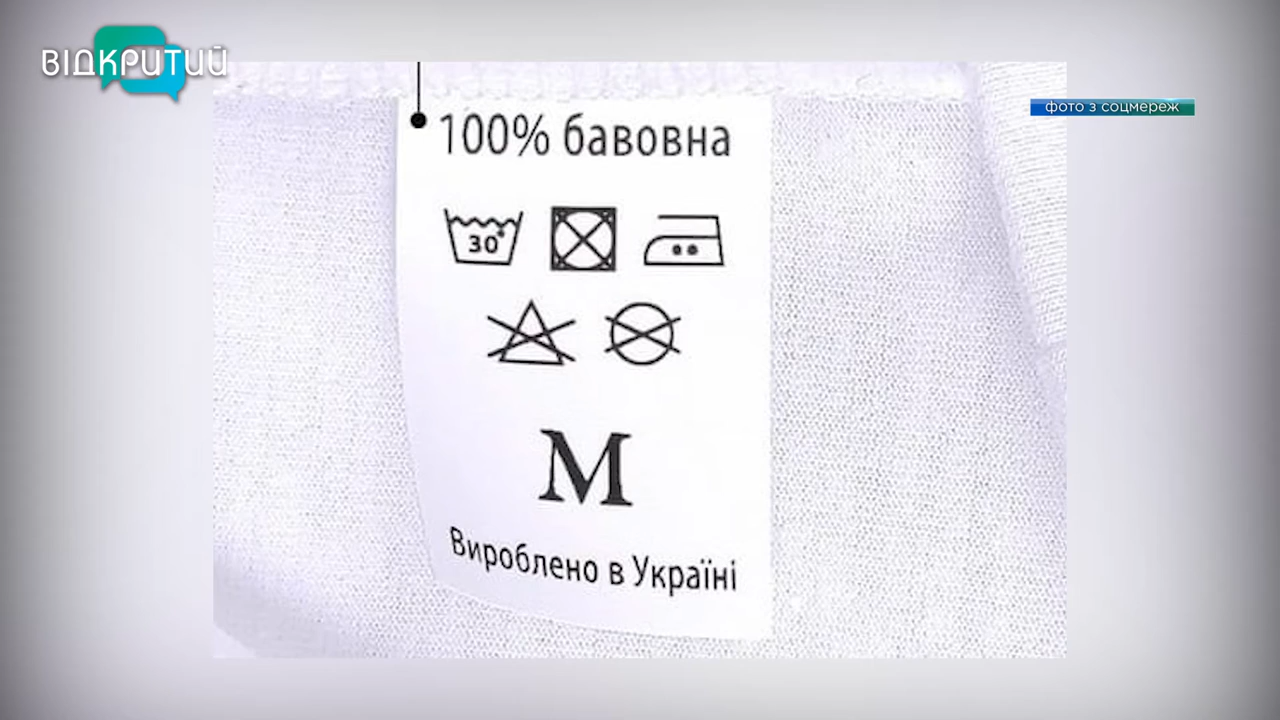 ВІДКРИТИЙ
фото з соцмереж
100% бавовна
30°
M
Вироблено в Україні